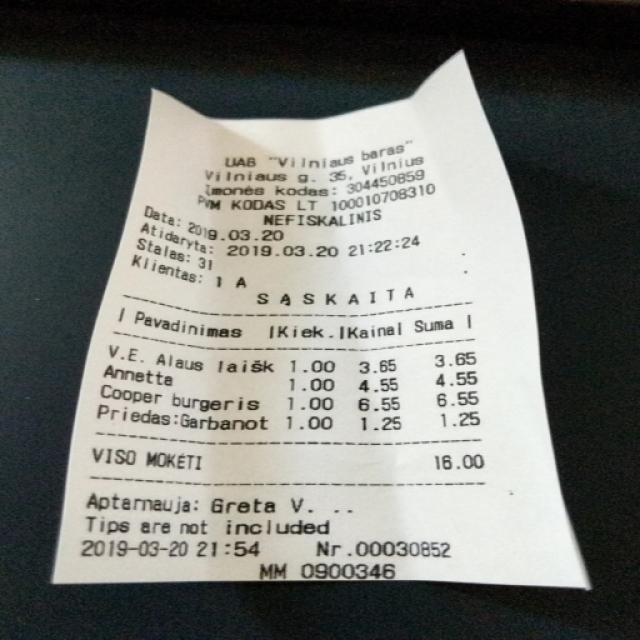 UAB "Vilniaus baras"
Vilniaus g. 35, Vilnius
Įmonės kodas: 304450859
PVM KODAS LT 100010708310
NEFISKALINIS
Data: 2019.03.20
Atidaryta: 2019.03.20 21:22:24
Stalas: 31
Klientas: 1 A
SĄSKAITA
| Pavadinimas |Kiek.|Kaina| Suma |
V.E. Alaus laišk 1.00 3.65 3.65
Annetta 1.00 4.55 4.55
Cooper burgeris 1.00 6.55 6.55
Priedas:Garbanot 1.00 1.25 1.25
VISO MOKĖTI 16.00
Aptarnauja: Greta V. ..
Tips are not included
2019-03-20 21:54 Nr.00030852
MM 0900346